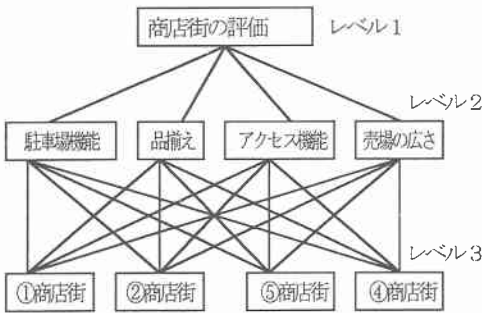 商店街の評価
レベル1
レベル2
駐車場機能
品揃え
アクセス機能
売場の広さ
レベル3
①商店街
②商店街
⑤商店街
④商店街